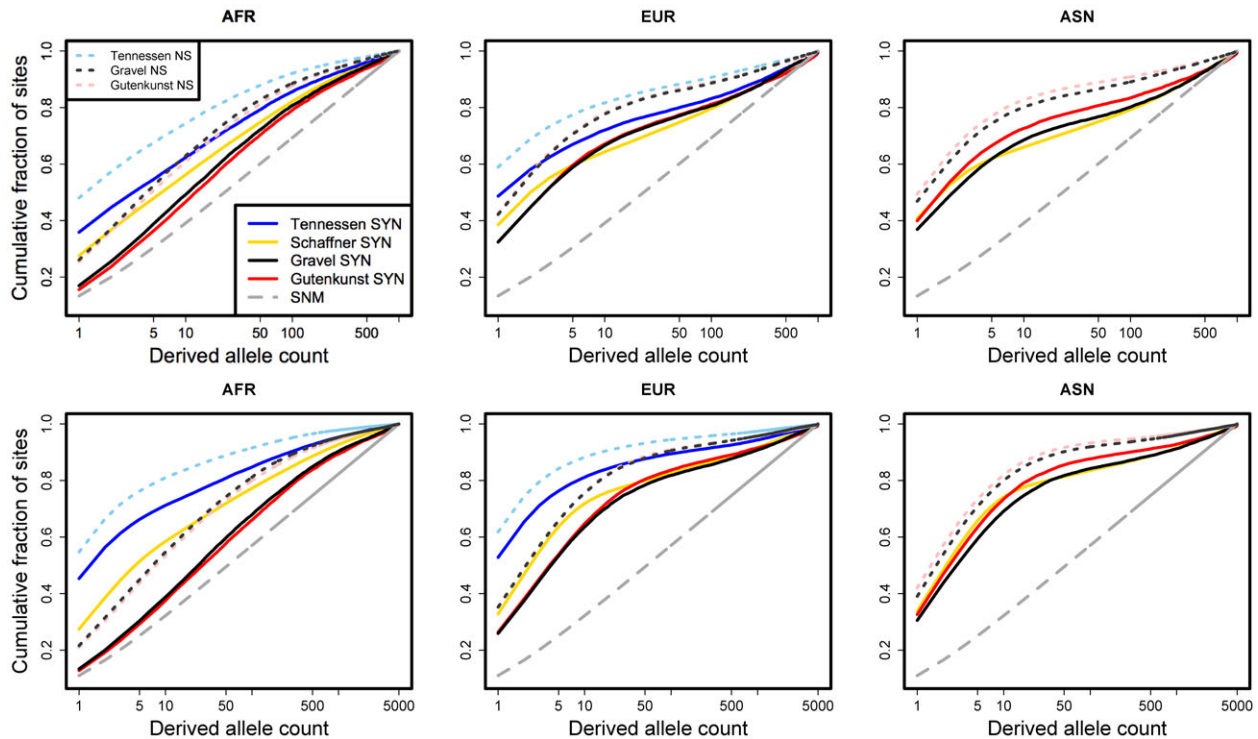 AFR
Cumulative fraction of sites
0.2 0.4 0.6 0.8 1.0
Tennessen NS
Gravel NS
Gutenkunst NS
Tennessen SYN
Schaffner SYN
Gravel SYN
Gutenkunst SYN
SNM
1 5 10 50 100 500
Derived allele count
EUR
0.2 0.4 0.6 0.8 1.0
1 5 10 50 100 500
Derived allele count
ASN
0.2 0.4 0.6 0.8 1.0
1 5 10 50 100 500
Derived allele count
AFR
Cumulative fraction of sites
0.2 0.4 0.6 0.8 1.0
1 5 10 50 500 5000
Derived allele count
EUR
0.2 0.4 0.6 0.8 1.0
1 5 10 50 500 5000
Derived allele count
ASN
0.2 0.4 0.6 0.8 1.0
1 5 10 50 500 5000
Derived allele count